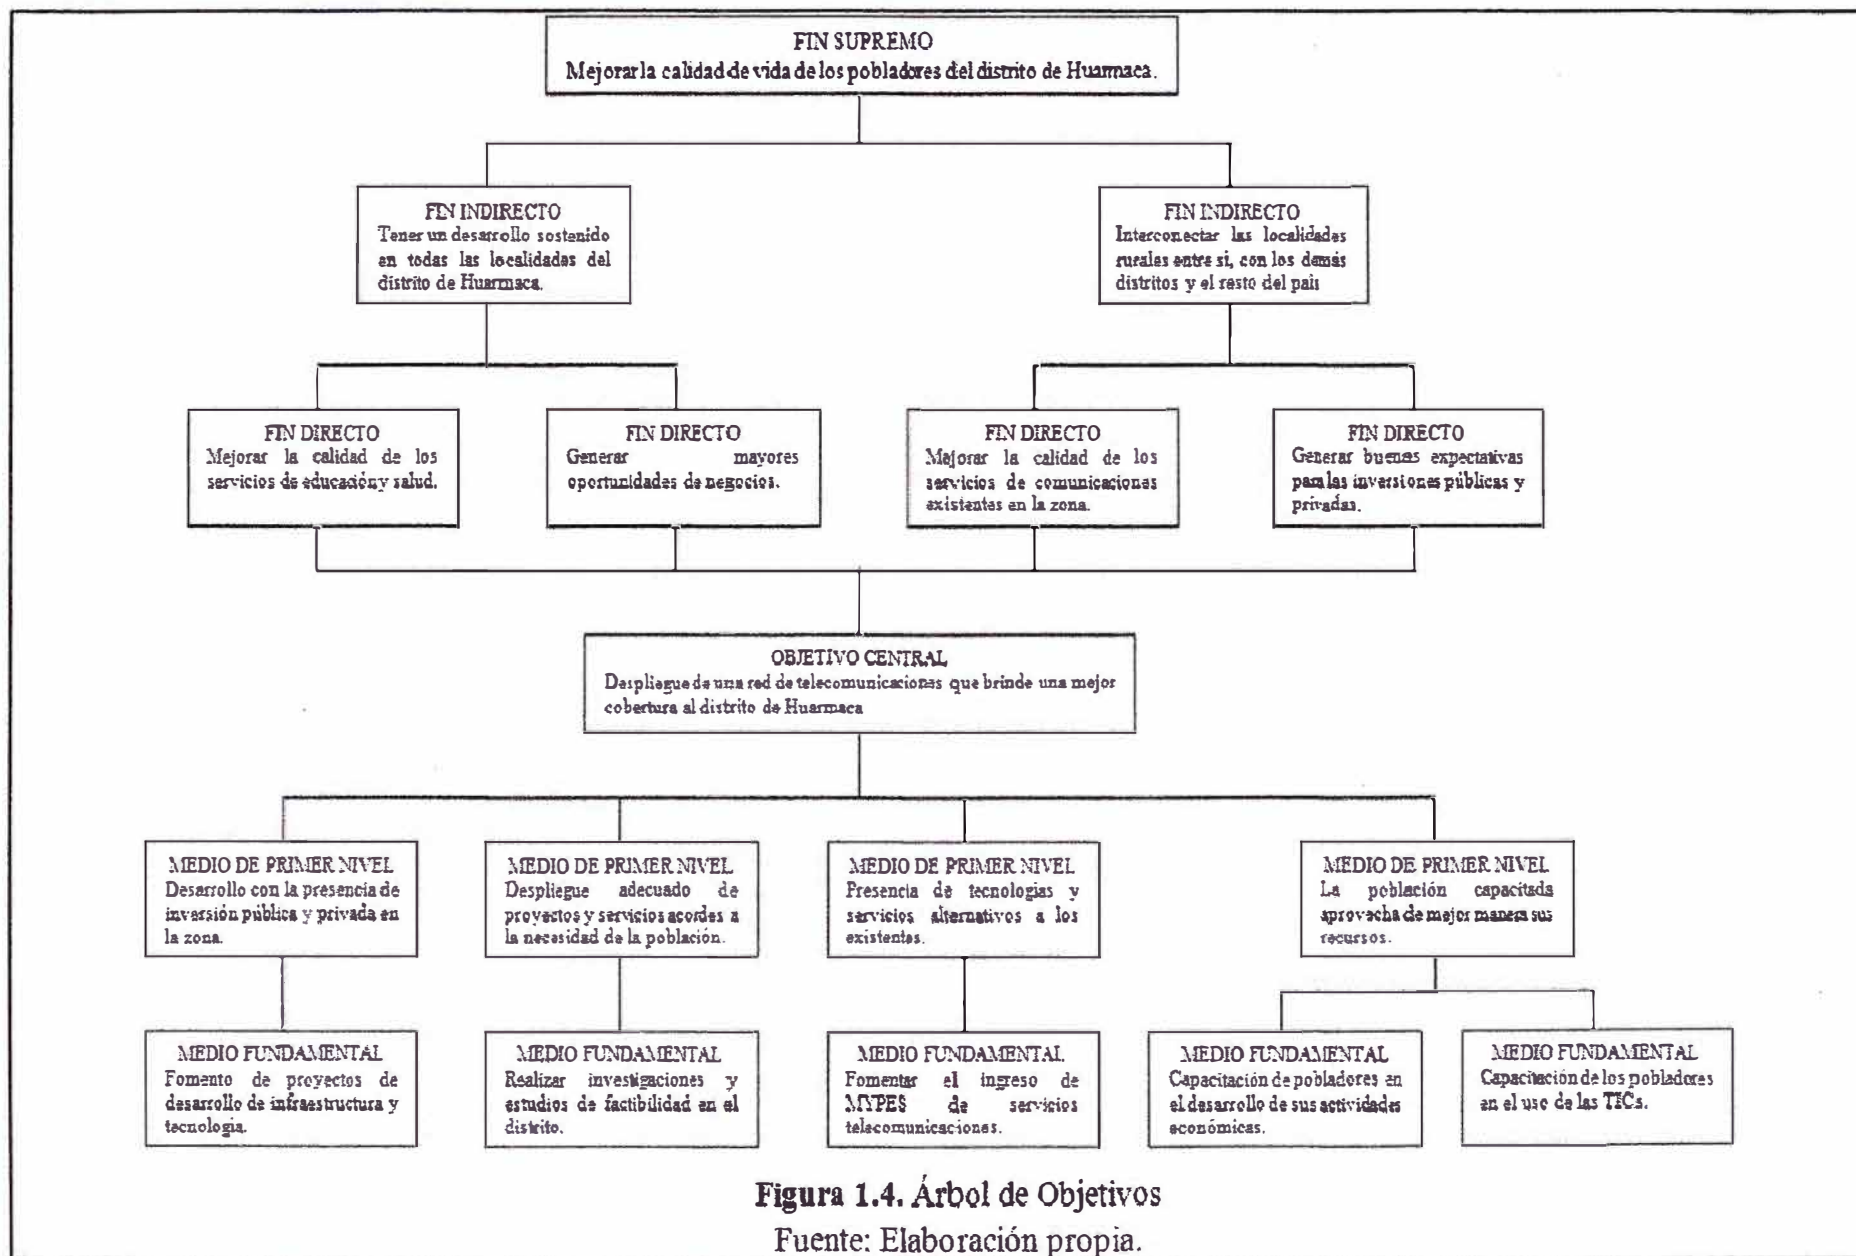 FIN SUPREMO
Mejorar la calidad de vida de los pobladores del distrito de Huarmaca.
FIN INDIRECTO
Tener un desarrollo sostenido
en todas las localidades del
distrito de Huarmaca.
FIN INDIRECTO
Interconectar las localidades
rurales entre si, con los demás
distritos y el resto del país
FIN DIRECTO
Mejorar la calidad de los
servicios de educación y salud.
FIN DIRECTO
Generar mayores
oportunidades de negocios.
FIN DIRECTO
Mejorar la calidad de los
servicios de comunicaciones
existentes en la zona.
FIN DIRECTO
Generar buenas expectativas
para las inversiones públicas y
privadas.
OBJETIVO CENTRAL
Despliegue de una red de telecomunicaciones que brinde una mejor
cobertura al distrito de Huarmaca
MEDIO DE PRIMER NIVEL
Desarrollo con la presencia de
inversión pública y privada en
la zona.
MEDIO DE PRIMER NIVEL
Despliegue adecuado de
proyectos y servicios acordes a
la necesidad de la población.
MEDIO DE PRIMER NIVEL
Presencia de tecnologías y
servicios alternativos a los
existentes.
MEDIO DE PRIMER NIVEL
La población capacitada
aprovecha de mejor manera sus
recursos.
MEDIO FUNDAMENTAL
Fomento de proyectos de
desarrollo de infraestructura y
tecnología.
MEDIO FUNDAMENTAL
Realizar investigaciones y
estudios de factibilidad en el
distrito.
MEDIO FUNDAMENTAL
Fomentar el ingreso de
MYPES de servicios
telecomunicaciones.
MEDIO FUNDAMENTAL
Capacitación de pobladores en
el desarrollo de sus actividades
económicas.
MEDIO FUNDAMENTAL
Capacitación de los pobladores
en el uso de las TICs.
Figura 1.4. Árbol de Objetivos
Fuente: Elaboración propia.